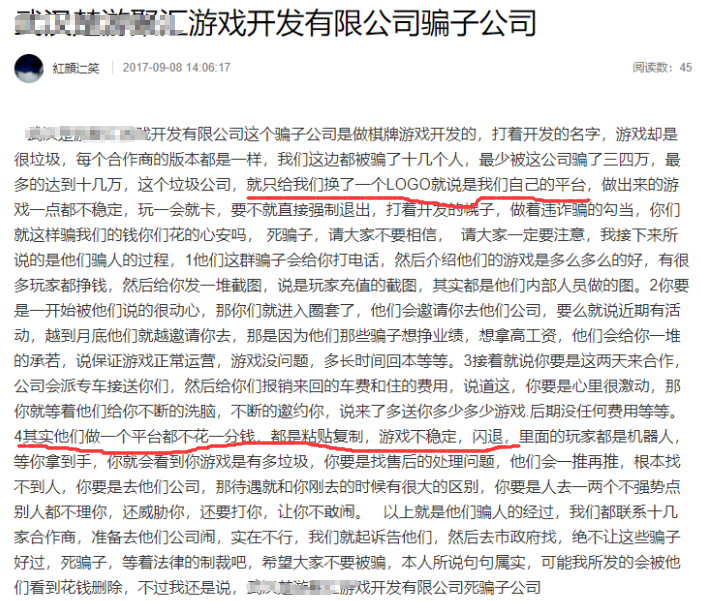 游戏开发有限公司骗子公司
紅顏辷笑 2017-09-08 14:06:17 阅读数：45
戏开发有限公司这个骗子公司是做棋牌游戏开发的，打着开发的名字，游戏却是
很垃圾，每个合作商的版本都是一样，我们这边都被骗了十几个人，最少被这公司骗了三四万，最
多的达到十几万，这个垃圾公司，就只给我们换了一个LOGO就说是我们自己的平台，做出来的游
戏一点都不稳定，玩一会就卡，要不就直接强制退出，打着开发的幌子，做着违诈骗的勾当，你们
就这样骗我们的钱你们花的心安吗， 死骗子，请大家不要相信， 请大家一定要注意，我接下来所
说的是他们骗人的过程，1他们这群骗子会给你打电话，然后介绍他们的游戏是多么多么的好，有很
多玩家都挣钱，然后给你发一堆截图，说是玩家充值的截图，其实都是他们内部人员做的图。2你要
是一开始被他们说的很动心，那你们就进入圈套了，他们会邀请你去他们公司，要么就说近期有活
动，越到月底他们就越邀请你去，那是因为他们那些骗子想挣业绩，想拿高工资，他们会给你一堆
的承若，说保证游戏正常运营，游戏没问题，多长时间回本等等。3接着就说你要是这两天来合作，
公司会派专车接送你们，然后给你们报销来回的车费和住的费用，说道这，你要是心里很激动，那
你就等着他们给你不断的洗脑，不断的邀约你，说来了多送你多少多少游戏.后期没任何费用等等。
4其实他们做一个平台都不花一分钱，都是粘贴复制，游戏不稳定，闪退，里面的玩家都是机器人，
等你拿到手，你就会看到你游戏是有多垃圾，你要是找售后的处理问题，他们会一推再推，根本找
不到人，你要是去他们公司，那待遇就和你刚去的时候有很大的区别，你要是人去一两个不强势点
别人都不理你，还威胁你，还要打你，让你不敢闹。 以上就是他们骗人的经过，我们都联系十几
家合作商，准备去他们公司闹，实在不行，我们就起诉告他们，然后去市政府找，绝不让这些骗子
好过，死骗子，等着法律的制裁吧，希望大家不要被骗，本人所说句句属实，可能我所发的会被他
们看到花钱删除，不过我还是说，游戏开发有限公司死骗子公司